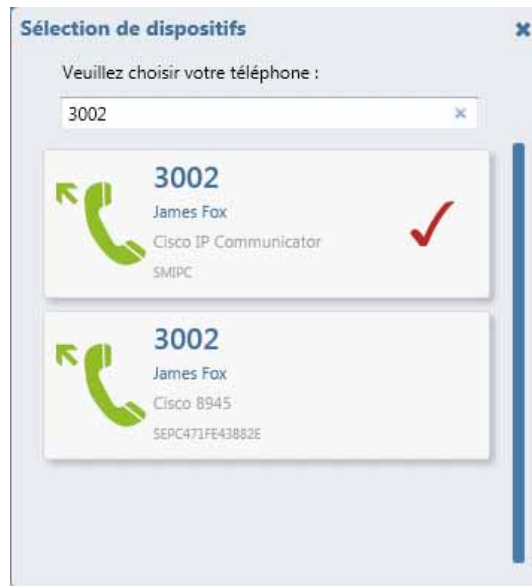 Sélection de dispositifs
Veuillez choisir votre téléphone :
3002
3002
James Fox
Cisco IP Communicator
SMIPC
3002
James Fox
Cisco 8945
SEPC471FE43882E